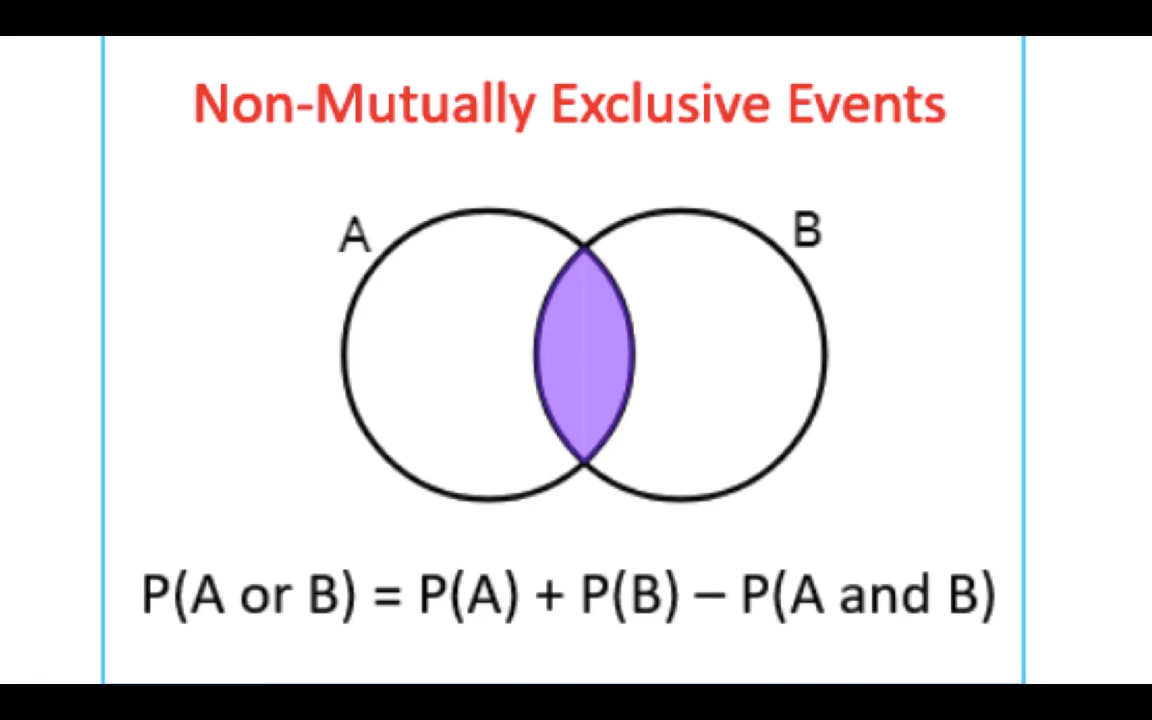 Non-Mutually Exclusive Events
A
B
P(A or B) = P(A) + P(B) – P(A and B)